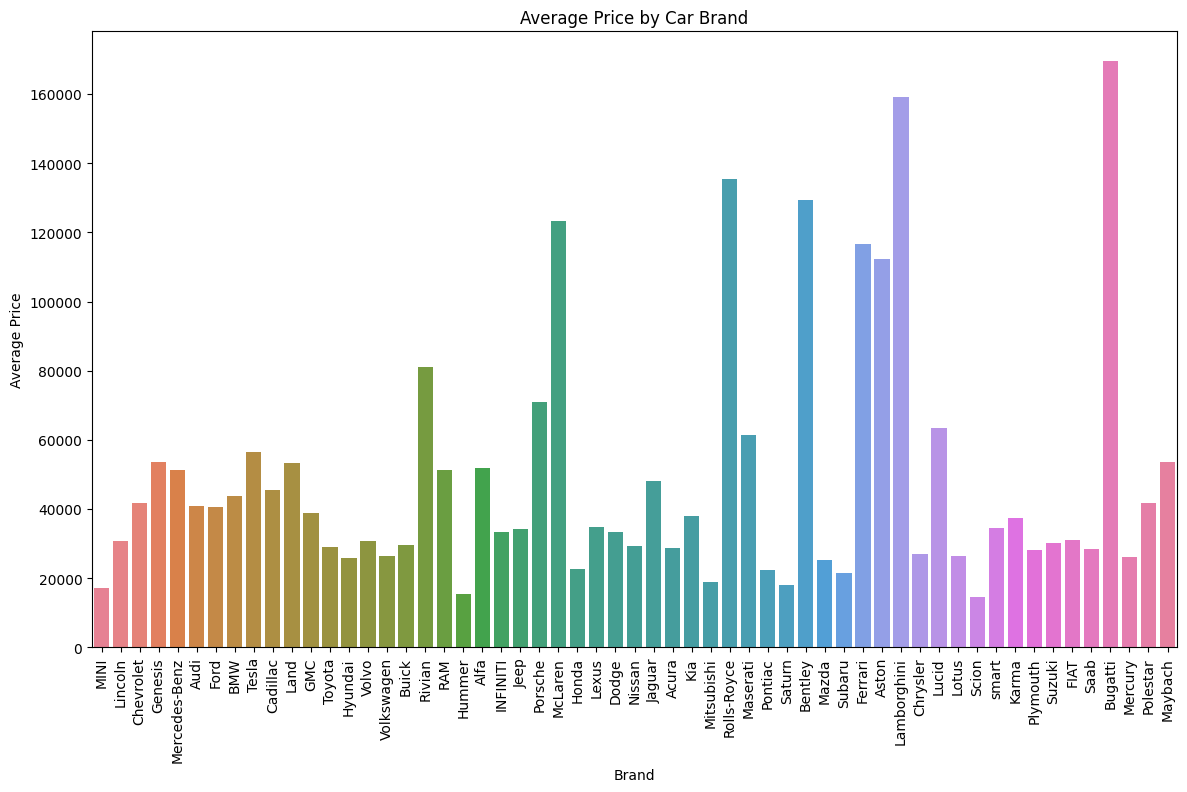 Average Price by Car Brand
Average Price
160000
140000
120000
100000
80000
60000
40000
20000
0
MINI
Lincoln
Chevrolet
Genesis
Mercedes-Benz
Audi
Ford
BMW
Tesla
Cadillac
Land
GMC
Toyota
Hyundai
Volvo
Volkswagen
Buick
Rivian
RAM
Hummer
Alfa
INFINITI
Jeep
Porsche
McLaren
Honda
Lexus
Dodge
Nissan
Jaguar
Acura
Kia
Mitsubishi
Rolls-Royce
Maserati
Pontiac
Saturn
Bentley
Mazda
Subaru
Ferrari
Aston
Lamborghini
Chrysler
Lucid
Lotus
Scion
smart
Karma
Plymouth
Suzuki
FIAT
Saab
Bugatti
Mercury
Polestar
Maybach
Brand